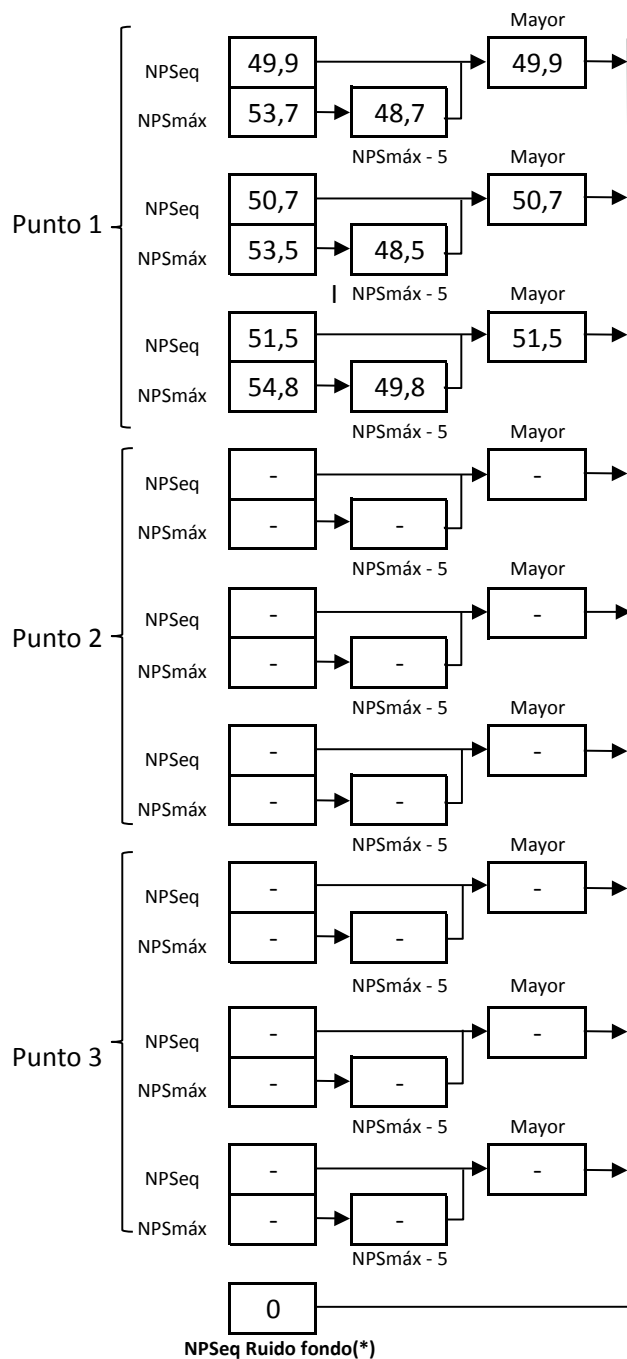 Mayor
NPSeq 49,9 49,9
NPSmáx 53,7 48,7
NPSmáx - 5 Mayor
NPSeq 50,7 50,7
Punto 1
NPSmáx 53,5 48,5
| NPSmáx - 5 Mayor
NPSeq 51,5 51,5
NPSmáx 54,8 49,8
NPSmáx - 5 Mayor
NPSeq - -
NPSmáx - -
NPSmáx - 5 Mayor
NPSeq - -
Punto 2
NPSmáx - -
NPSmáx - 5 Mayor
NPSeq - -
NPSmáx - -
NPSmáx - 5 Mayor
NPSeq - -
NPSmáx - -
NPSmáx - 5 Mayor
NPSeq - -
Punto 3
NPSmáx - -
NPSmáx - 5 Mayor
NPSeq - -
NPSmáx - -
NPSmáx - 5
0
NPSeq Ruido fondo(*)